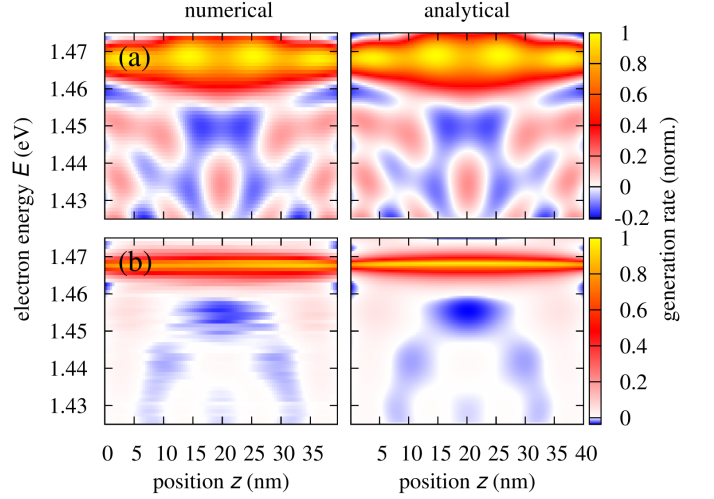 numerical
analytical
(a)
1.47
1.46
1.45
1.44
1.43
1
0.8
0.6
0.4
0.2
0
-0.2
(b)
1.47
1.46
1.45
1.44
1.43
1
0.8
0.6
0.4
0.2
0
electron energy E (eV)
generation rate (norm.)
0 5 10 15 20 25 30 35
5 10 15 20 25 30 35 40
position z (nm)
position z (nm)